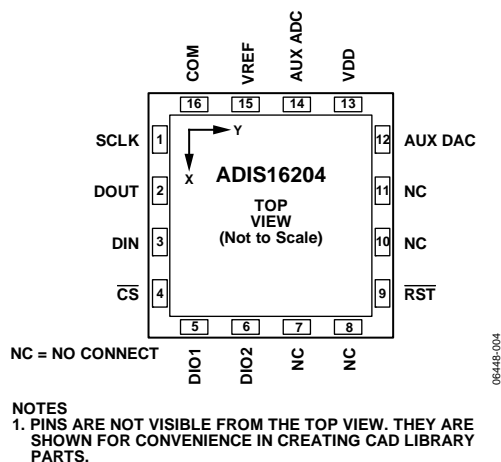 COM
VREF
AUX ADC
VDD
16
15
14
13
SCLK
1
Y
X
ADIS16204
TOP
VIEW
(Not to Scale)
12
AUX DAC
DOUT
2
11
NC
DIN
3
10
NC
CS
4
9
RST
5
6
7
8
NC = NO CONNECT
DIO1
DIO2
NC
NC
06448-004
NOTES
1. PINS ARE NOT VISIBLE FROM THE TOP VIEW. THEY ARE
SHOWN FOR CONVENIENCE IN CREATING CAD LIBRARY
PARTS.